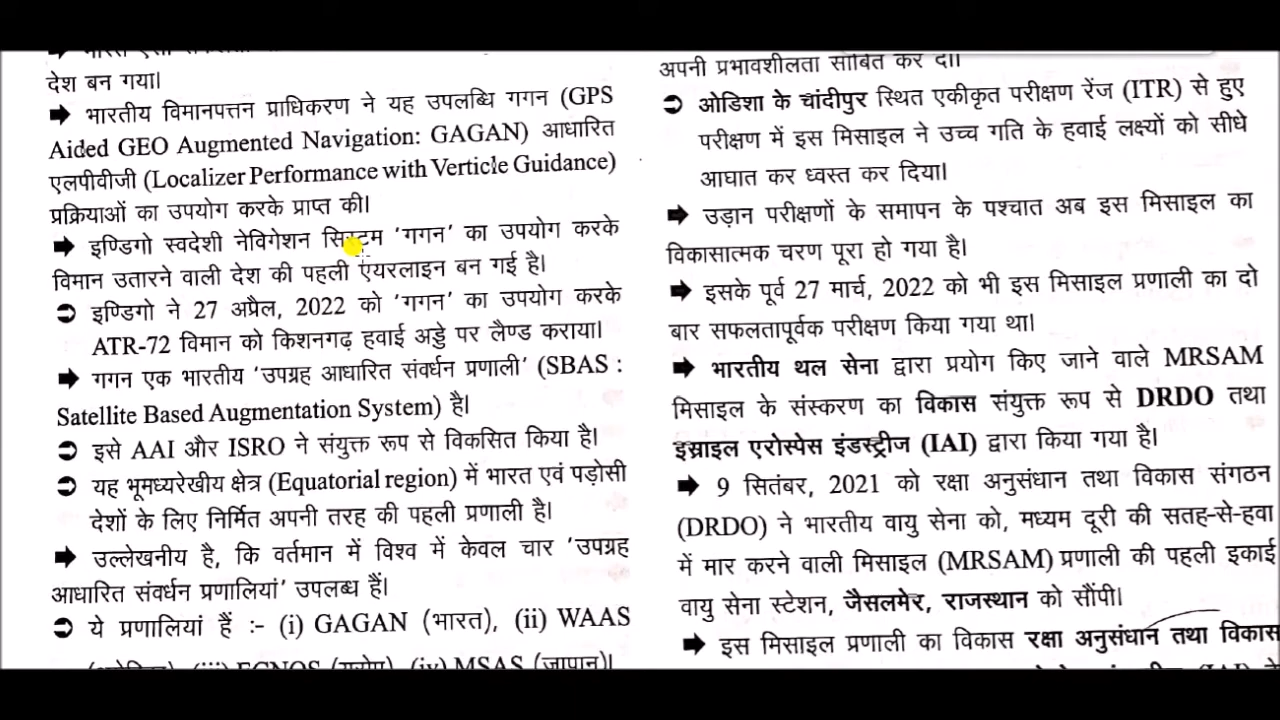 देश बन गया।
➡ भारतीय विमानपत्तन प्राधिकरण ने यह उपलब्धि गगन (GPS
Aided GEO Augmented Navigation: GAGAN) आधारित
एलपीवीजी (Localizer Performance with Verticle Guidance)
प्रक्रियाओं का उपयोग करके प्राप्त की।
➡ इण्डिगो स्वदेशी नेविगेशन सिस्टम 'गगन' का उपयोग करके
विमान उतारने वाली देश की पहली एयरलाइन बन गई है।
➲ इण्डिगो ने 27 अप्रैल, 2022 को 'गगन' का उपयोग करके
ATR-72 विमान को किशनगढ़ हवाई अड्डे पर लैण्ड कराया।
➡ गगन एक भारतीय 'उपग्रह आधारित संवर्धन प्रणाली' (SBAS :
Satellite Based Augmentation System) है।
➲ इसे AAI और ISRO ने संयुक्त रूप से विकसित किया है।
➲ यह भूमध्यरेखीय क्षेत्र (Equatorial region) में भारत एवं पड़ोसी
देशों के लिए निर्मित अपनी तरह की पहली प्रणाली है।
➡ उल्लेखनीय है, कि वर्तमान में विश्व में केवल चार 'उपग्रह
आधारित संवर्धन प्रणालियां' उपलब्ध हैं।
➲ ये प्रणालियां हैं :- (i) GAGAN (भारत), (ii) WAAS
(iii) EGNOS (यूरोप), (iv) MSAS (जापान)।
अपनी प्रभावशीलता साबित कर दी।
➲ ओडिशा के चांदीपुर स्थित एकीकृत परीक्षण रेंज (ITR) से हुए
परीक्षण में इस मिसाइल ने उच्च गति के हवाई लक्ष्यों को सीधे
आघात कर ध्वस्त कर दिया।
➡ उड़ान परीक्षणों के समापन के पश्चात अब इस मिसाइल का
विकासात्मक चरण पूरा हो गया है।
➡ इसके पूर्व 27 मार्च, 2022 को भी इस मिसाइल प्रणाली का दो
बार सफलतापूर्वक परीक्षण किया गया था।
➡ भारतीय थल सेना द्वारा प्रयोग किए जाने वाले MRSAM
मिसाइल के संस्करण का विकास संयुक्त रूप से DRDO तथा
इस्राइल एरोस्पेस इंडस्ट्रीज (IAI) द्वारा किया गया है।
➡ 9 सितंबर, 2021 को रक्षा अनुसंधान तथा विकास संगठन
(DRDO) ने भारतीय वायु सेना को, मध्यम दूरी की सतह-से-हवा
में मार करने वाली मिसाइल (MRSAM) प्रणाली की पहली इकाई
वायु सेना स्टेशन, जैसलमेर, राजस्थान को सौंपी।
➡ इस मिसाइल प्रणाली का विकास रक्षा अनुसंधान तथा विकास